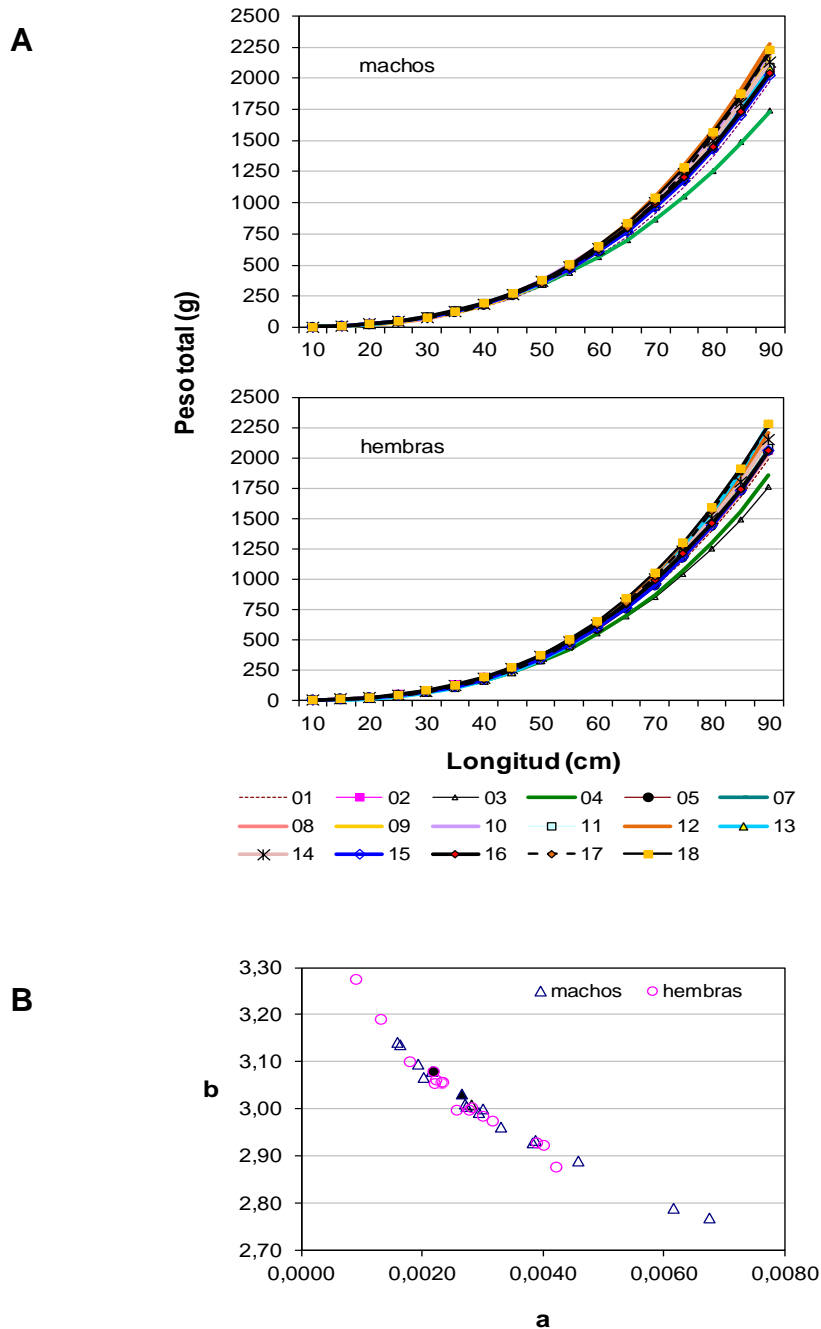 A
machos
Peso total (g)
2500
2250
2000
1750
1500
1250
1000
750
500
250
0
10 20 30 40 50 60 70 80 90
hembras
2500
2250
2000
1750
1500
1250
1000
750
500
250
0
10 20 30 40 50 60 70 80 90
Longitud (cm)
01 02 03 04 05 07
08 09 10 11 12 13
14 15 16 17 18
B
machos hembras
b
3,30
3,20
3,10
3,00
2,90
2,80
2,70
0,0000 0,0020 0,0040 0,0060 0,0080
a